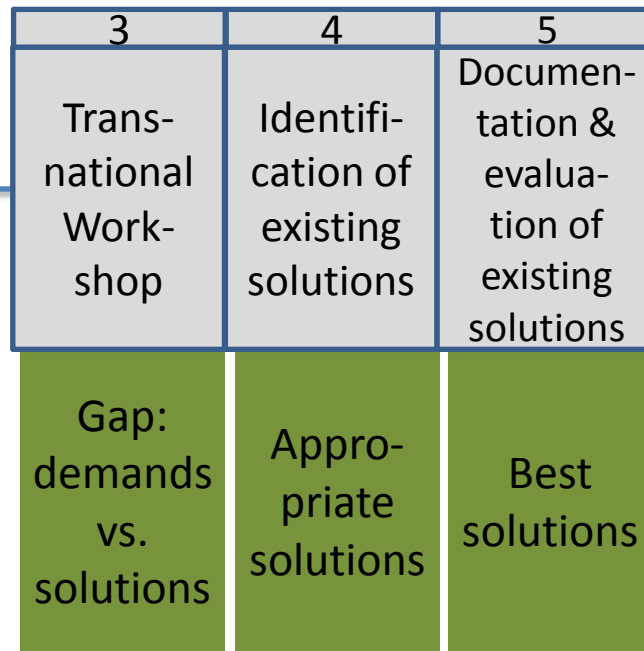 3
4
5
Trans-
national
Work-
shop
Identifi-
cation of
existing
solutions
Documen-
tation &
evalua-
tion of
existing
solutions
Gap:
demands
vs.
solutions
Appro-
priate
solutions
Best
solutions